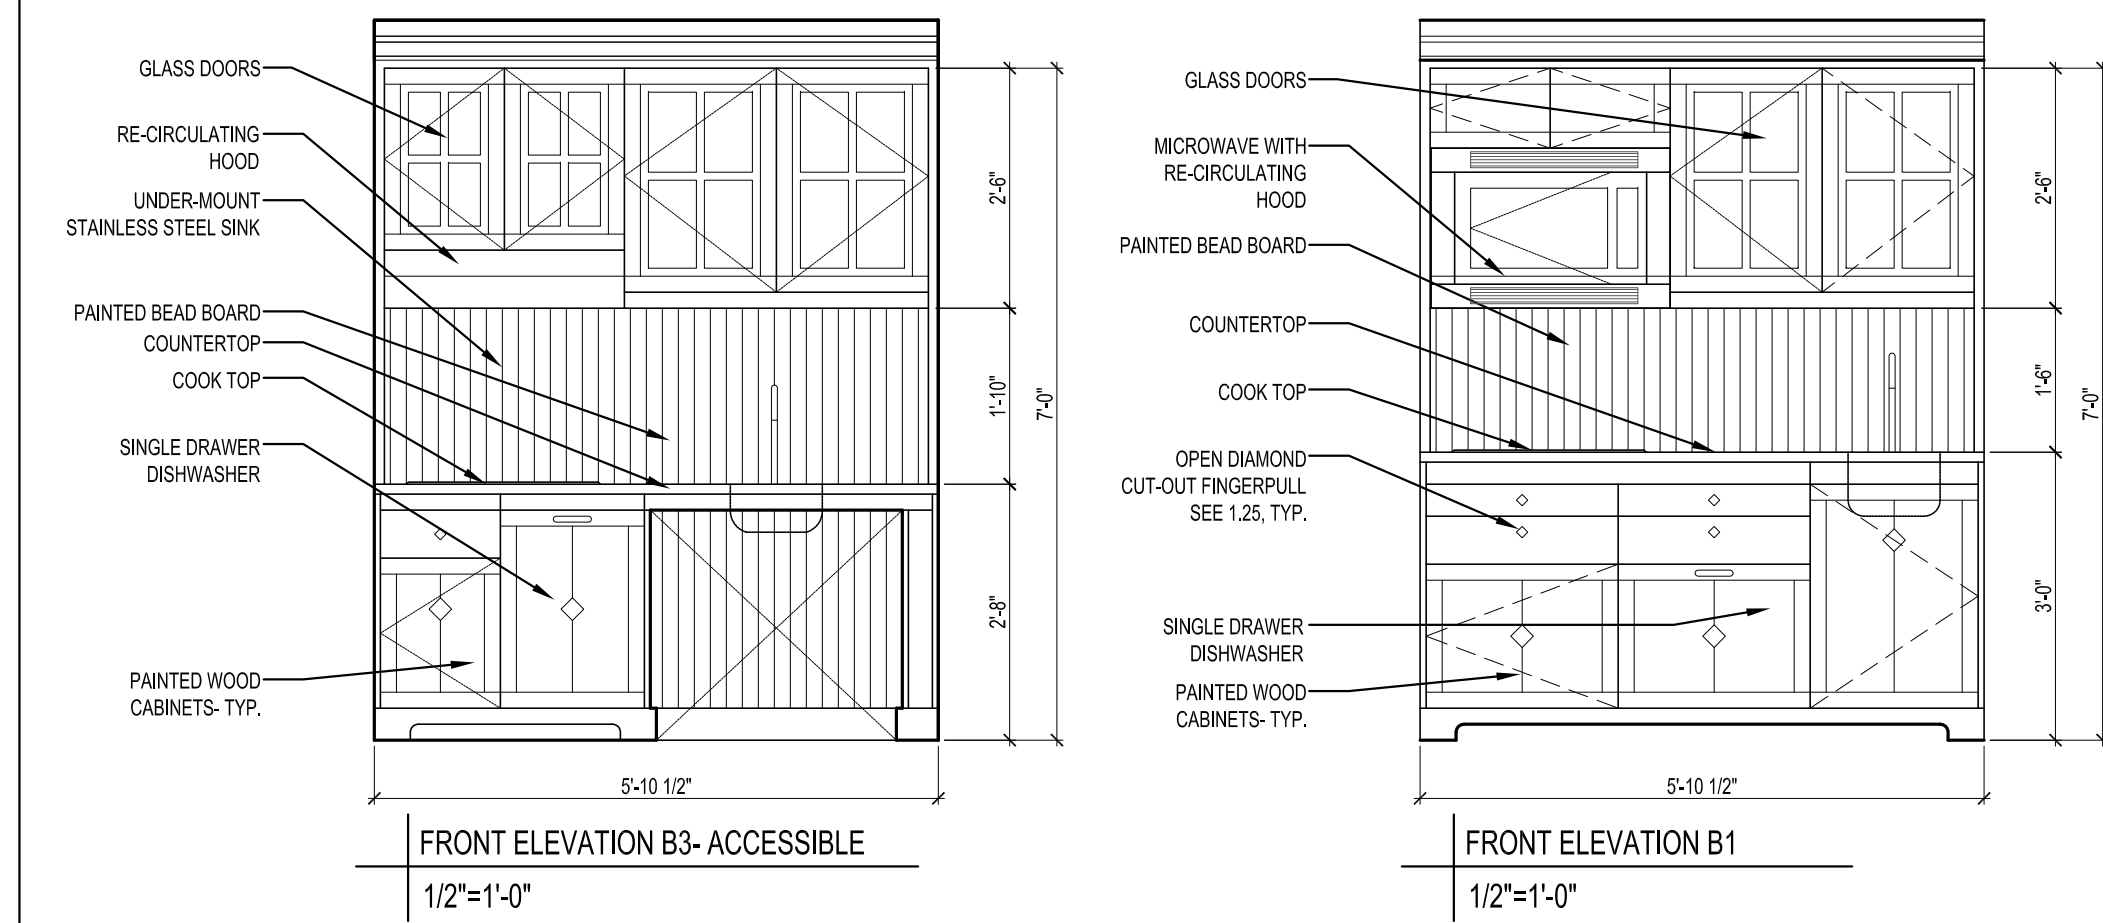 GLASS DOORS
RE-CIRCULATING
HOOD
UNDER-MOUNT
STAINLESS STEEL SINK
PAINTED BEAD BOARD
COUNTERTOP
COOK TOP
SINGLE DRAWER
DISHWASHER
PAINTED WOOD
CABINETS- TYP.
2'-6"
1'-10"
2'-8"
7'-0"
5'-10 1/2"
FRONT ELEVATION B3- ACCESSIBLE
1/2"=1'-0"
GLASS DOORS
MICROWAVE WITH
RE-CIRCULATING
HOOD
PAINTED BEAD BOARD
COUNTERTOP
COOK TOP
OPEN DIAMOND
CUT-OUT FINGERPULL
SEE 1.25, TYP.
SINGLE DRAWER
DISHWASHER
PAINTED WOOD
CABINETS- TYP.
2'-6"
1'-6"
3'-0"
7'-0"
5'-10 1/2"
FRONT ELEVATION B1
1/2"=1'-0"